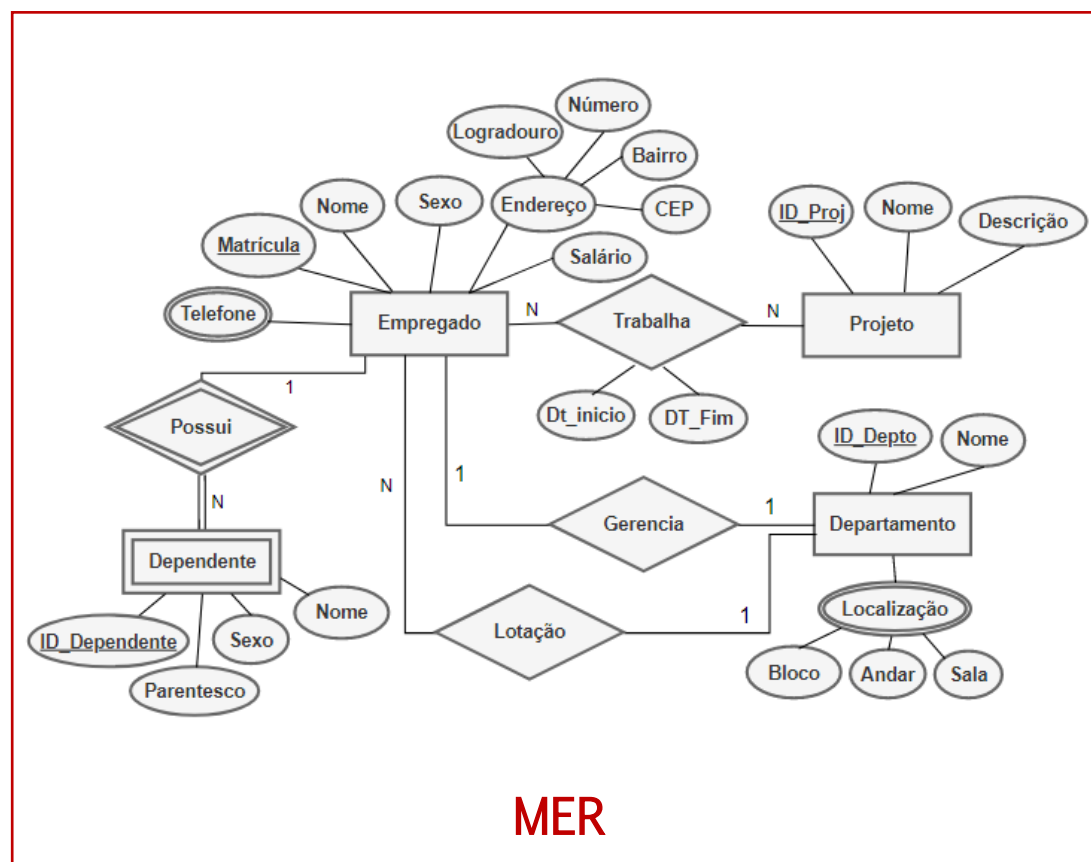 Número
Logradouro
Bairro
Nome
Sexo
Endereço
CEP
ID_Proj
Nome
Descrição
Matrícula
Salário
Telefone
Empregado
N
Trabalha
N
Projeto
1
Possui
Dt_inicio
DT_Fim
ID_Depto
Nome
N
1
N
Gerencia
1
Departamento
Dependente
Nome
Localização
ID_Dependente
Sexo
Lotação
1
Parentesco
Bloco
Andar
Sala
MER